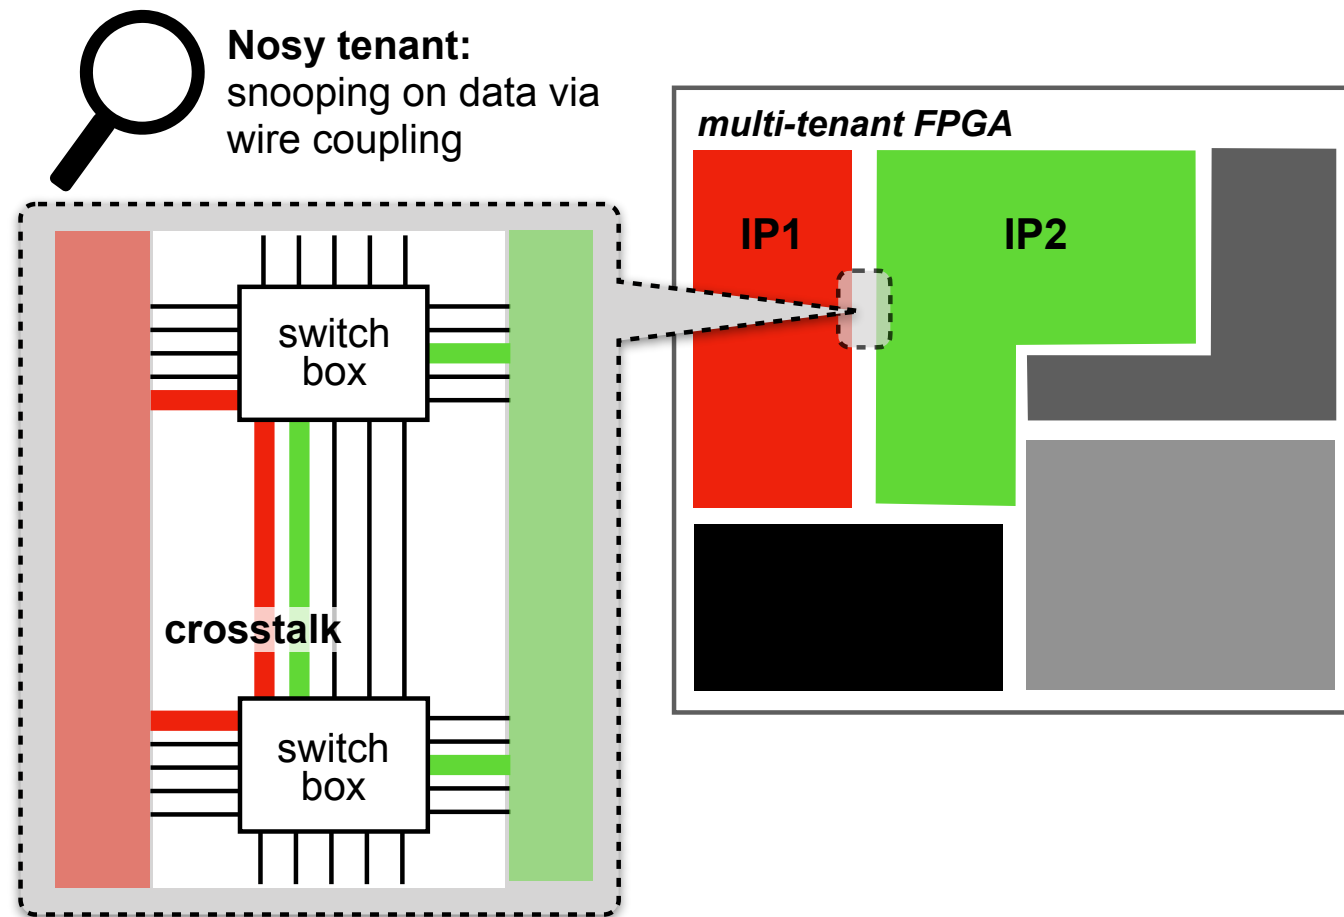 Nosy tenant:
snooping on data via
wire coupling
multi-tenant FPGA
IP1
IP2
switch
box
crosstalk
switch
box